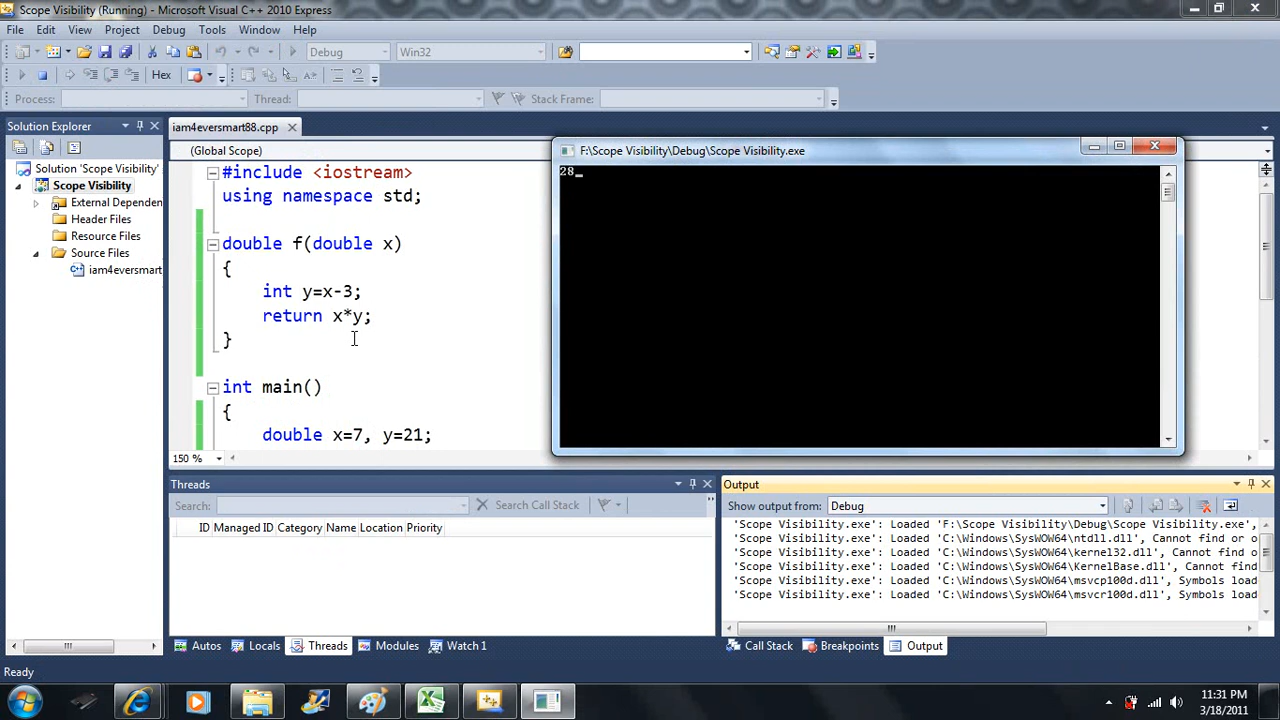 Scope Visibility (Running) - Microsoft Visual C++ 2010 Express
File Edit View Project Debug Tools Window Help
Debug Win32
Hex
Process: Thread: Stack Frame:
Solution Explorer
Solution 'Scope Visibility'
Scope Visibility
External Dependen
Header Files
Resource Files
Source Files
iam4eversmart
iam4eversmart88.cpp
(Global Scope)
#include <iostream>
using namespace std;
double f(double x)
{
int y=x-3;
return x*y;
}
int main()
{
double x=7, y=21;
150 %
F:\Scope Visibility\Debug\Scope Visibility.exe
28_
Threads
Search: Search Call Stack
ID Managed ID Category Name Location Priority
Autos Locals Threads Modules Watch 1
Output
Show output from: Debug
'Scope Visibility.exe': Loaded 'F:\Scope Visibility\Debug\Scope Visibility.exe',
'Scope Visibility.exe': Loaded 'C:\Windows\SysWOW64\ntdll.dll', Cannot find or o
'Scope Visibility.exe': Loaded 'C:\Windows\SysWOW64\kernel32.dll', Cannot find o
'Scope Visibility.exe': Loaded 'C:\Windows\SysWOW64\KernelBase.dll', Cannot find
'Scope Visibility.exe': Loaded 'C:\Windows\SysWOW64\msvcp100d.dll', Symbols load
'Scope Visibility.exe': Loaded 'C:\Windows\SysWOW64\msvcr100d.dll', Symbols load
Call Stack Breakpoints Output
Ready
11:31 PM
3/18/2011